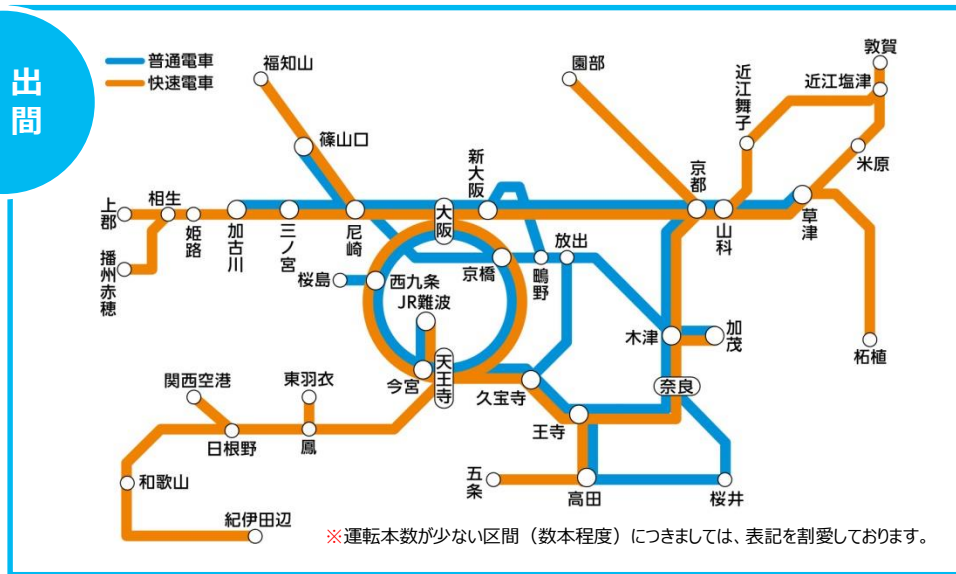 出
間
普通電車
快速電車
福知山
園部
敦賀
近江塩津
近江舞子
米原
篠山口
新大阪
京都
山科
草津
上郡
相生
姫路
加古川
三ノ宮
尼崎
大阪
播州赤穂
桜島
西九条
JR難波
京橋
鴫野
放出
木津
加茂
柘植
今宮
天王寺
久宝寺
奈良
関西空港
東羽衣
王寺
日根野
鳳
五条
高田
桜井
和歌山
紀伊田辺
※運転本数が少ない区間（数本程度）につきましては、表記を割愛しております。